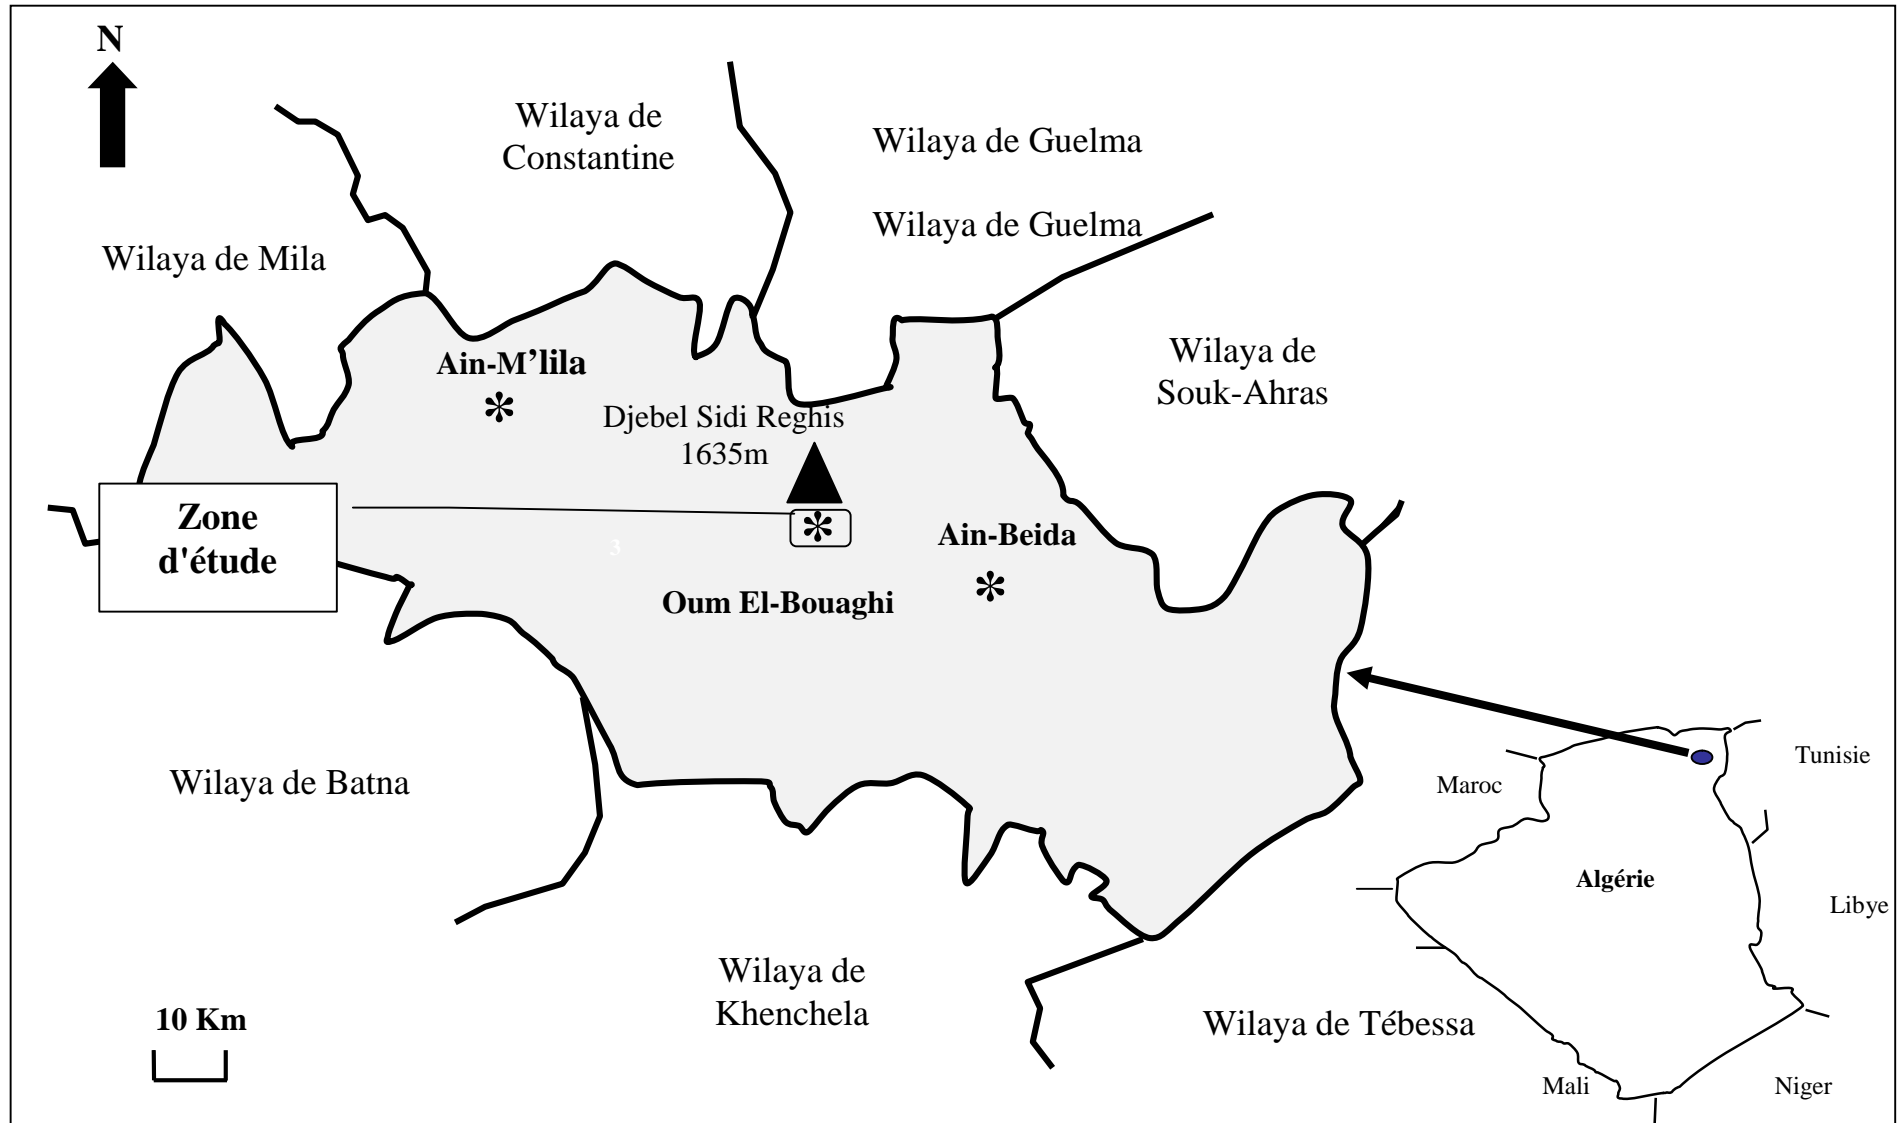 N
Wilaya de
Constantine
Wilaya de Guelma
Wilaya de Guelma
Wilaya de Mila
Wilaya de
Souk-Ahras
Ain-M’lila
*
Djebel Sidi Reghis
1635m
Zone
d'étude
*
3
Ain-Beida
*
Oum El-Bouaghi
Wilaya de Batna
Wilaya de
Khenchela
Wilaya de Tébessa
10 Km
Tunisie
Maroc
Algérie
Libye
Mali
Niger